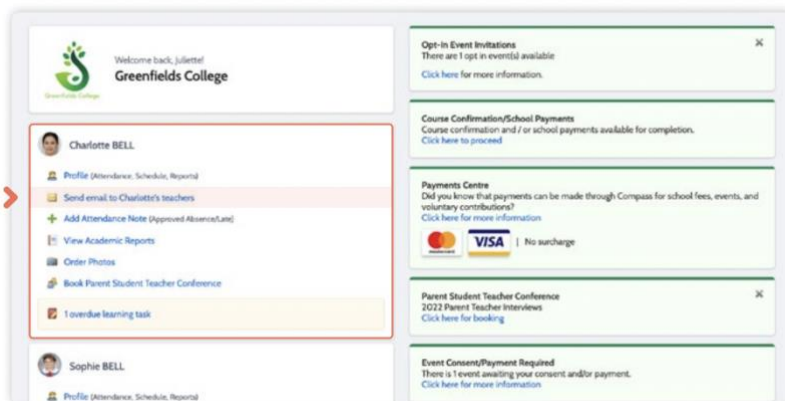 Welcome back, Juliette!
Greenfields College
Greenfields College
Charlotte BELL
Profile (Attendance, Schedule, Reports)
Send email to Charlotte's teachers
Add Attendance Note (Approved Absence/Late)
View Academic Reports
Order Photos
Book Parent Student Teacher Conference
1 overdue learning task
Sophie BELL
Profile (Attendance, Schedule, Reports)
Opt-In Event Invitations
There are 1 opt in event(s) available
Click here for more information.
Course Confirmation/School Payments
Course confirmation and / or school payments available for completion.
Click here to proceed
Payments Centre
Did you know that payments can be made through Compass for school fees, events, and
voluntary contributions?
Click here for more information
VISA | No surcharge
Parent Student Teacher Conference
2022 Parent Teacher Interviews
Click here for booking
Event Consent/Payment Required
There is 1 event awaiting your consent and/or payment.
Click here for more information